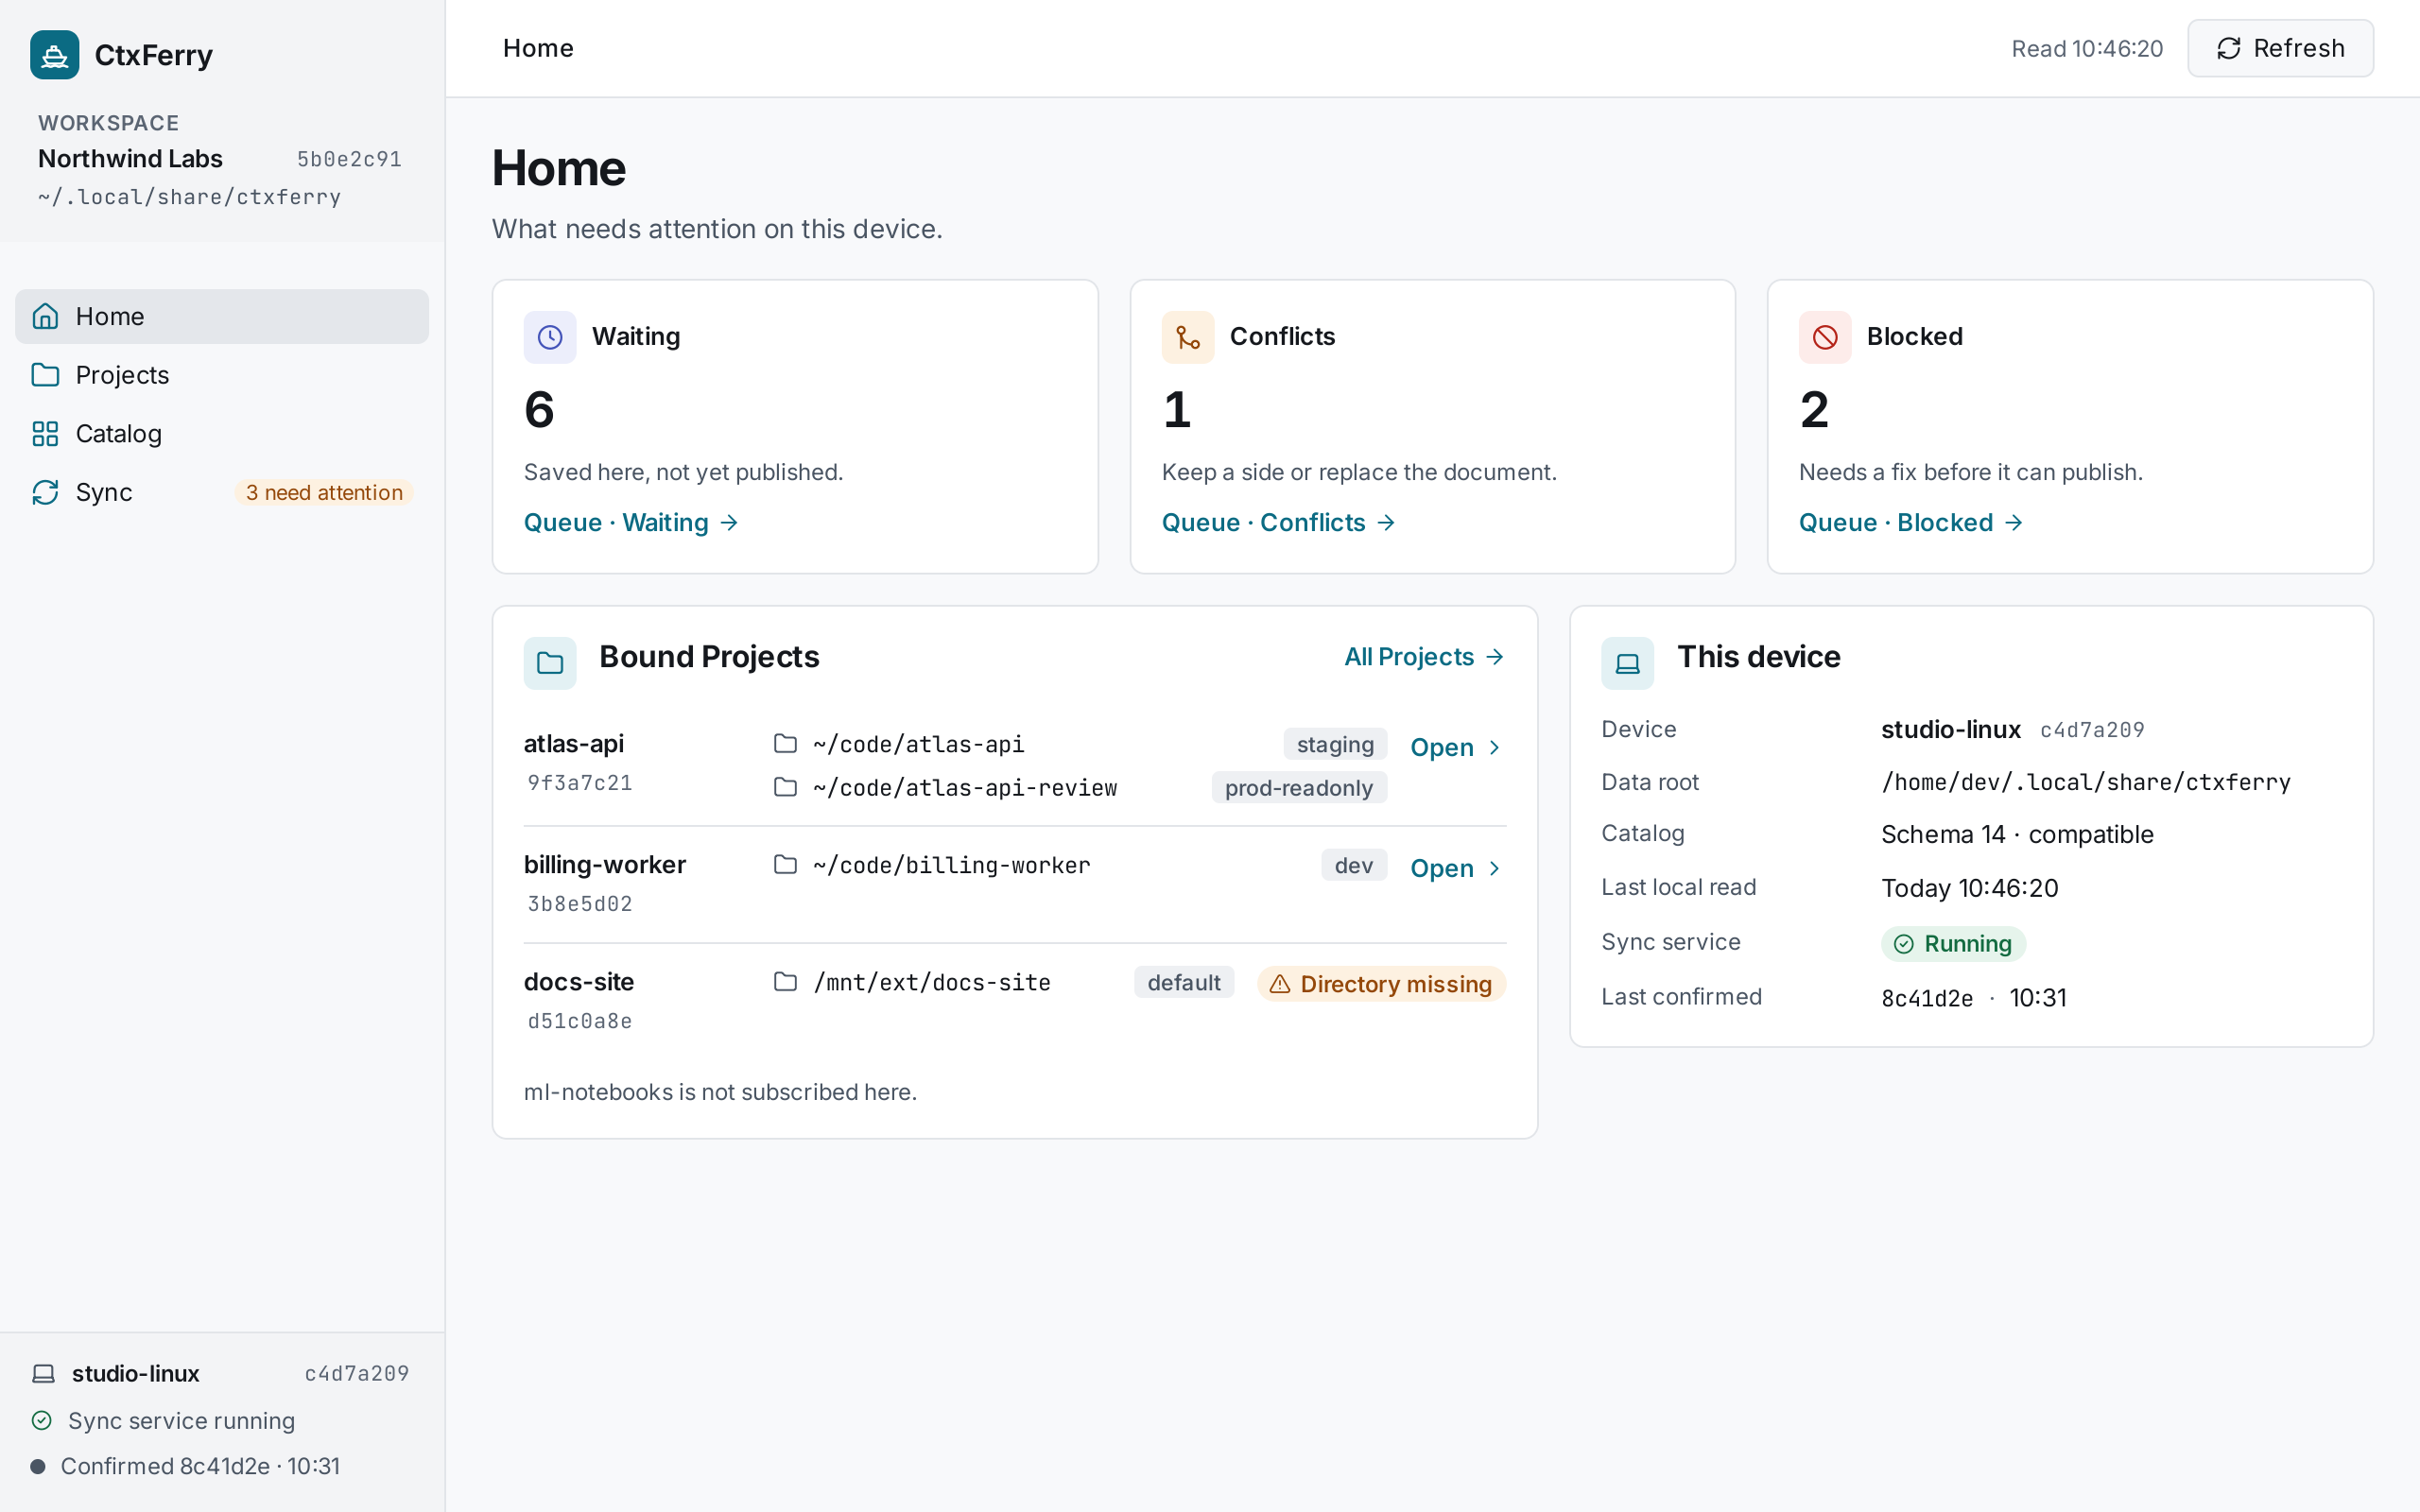 CtxFerry
WORKSPACE
Northwind Labs 5b0e2c91
~/.local/share/ctxferry
Home
Projects
Catalog
Sync 3 need attention
studio-linux c4d7a209
Sync service running
Confirmed 8c41d2e · 10:31
Home Read 10:46:20 Refresh
Home
What needs attention on this device.
Waiting
6
Saved here, not yet published.
Queue · Waiting →
Conflicts
1
Keep a side or replace the document.
Queue · Conflicts →
Blocked
2
Needs a fix before it can publish.
Queue · Blocked →
Bound Projects All Projects →
atlas-api ~/code/atlas-api staging Open >
9f3a7c21 ~/code/atlas-api-review prod-readonly
billing-worker ~/code/billing-worker dev Open >
3b8e5d02
docs-site /mnt/ext/docs-site default Directory missing
d51c0a8e
ml-notebooks is not subscribed here.
This device
Device studio-linux c4d7a209
Data root /home/dev/.local/share/ctxferry
Catalog Schema 14 · compatible
Last local read Today 10:46:20
Sync service Running
Last confirmed 8c41d2e · 10:31